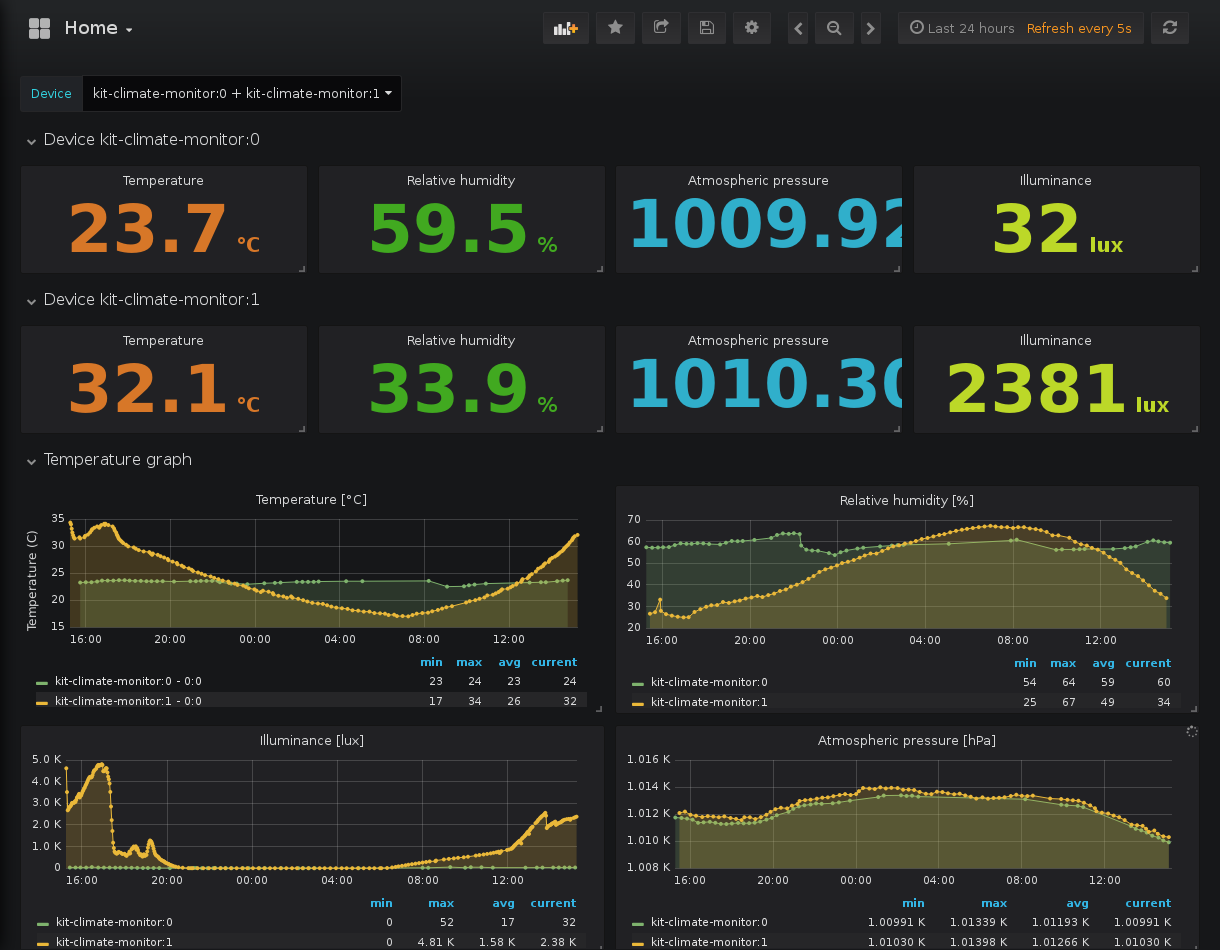 Home
Last 24 hours Refresh every 5s
Device kit-climate-monitor:0 + kit-climate-monitor:1
Device kit-climate-monitor:0
Temperature Relative humidity Atmospheric pressure Illuminance
23.7 °C 59.5 % 1009.92 32 lux
Device kit-climate-monitor:1
Temperature Relative humidity Atmospheric pressure Illuminance
32.1 °C 33.9 % 1010.30 2381 lux
Temperature graph
Temperature [°C]
Temperature (C)
35
30
25
20
15
16:00 20:00 00:00 04:00 08:00 12:00
min max avg current
kit-climate-monitor:0 - 0:0 23 24 23 24
kit-climate-monitor:1 - 0:0 17 34 26 32
Relative humidity [%]
70
60
50
40
30
20
16:00 20:00 00:00 04:00 08:00 12:00
min max avg current
kit-climate-monitor:0 54 64 59 60
kit-climate-monitor:1 25 67 49 34
Illuminance [lux]
5.0 K
4.0 K
3.0 K
2.0 K
1.0 K
0
16:00 20:00 00:00 04:00 08:00 12:00
min max avg current
kit-climate-monitor:0 0 52 17 32
kit-climate-monitor:1 0 4.81 K 1.58 K 2.38 K
Atmospheric pressure [hPa]
1.016 K
1.014 K
1.012 K
1.010 K
1.008 K
16:00 20:00 00:00 04:00 08:00 12:00
min max avg current
kit-climate-monitor:0 1.00991 K 1.01339 K 1.01193 K 1.00991 K
kit-climate-monitor:1 1.01030 K 1.01398 K 1.01266 K 1.01030 K